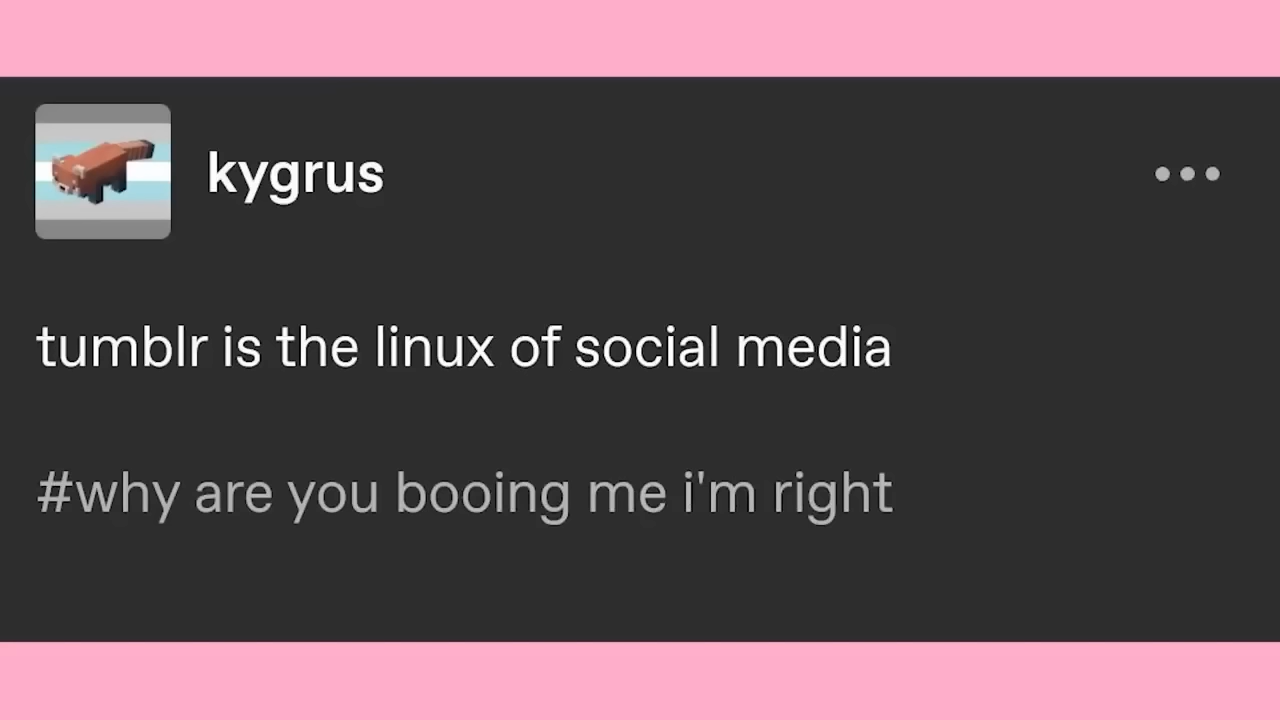 kygrus
tumblr is the linux of social media
#why are you booing me i'm right